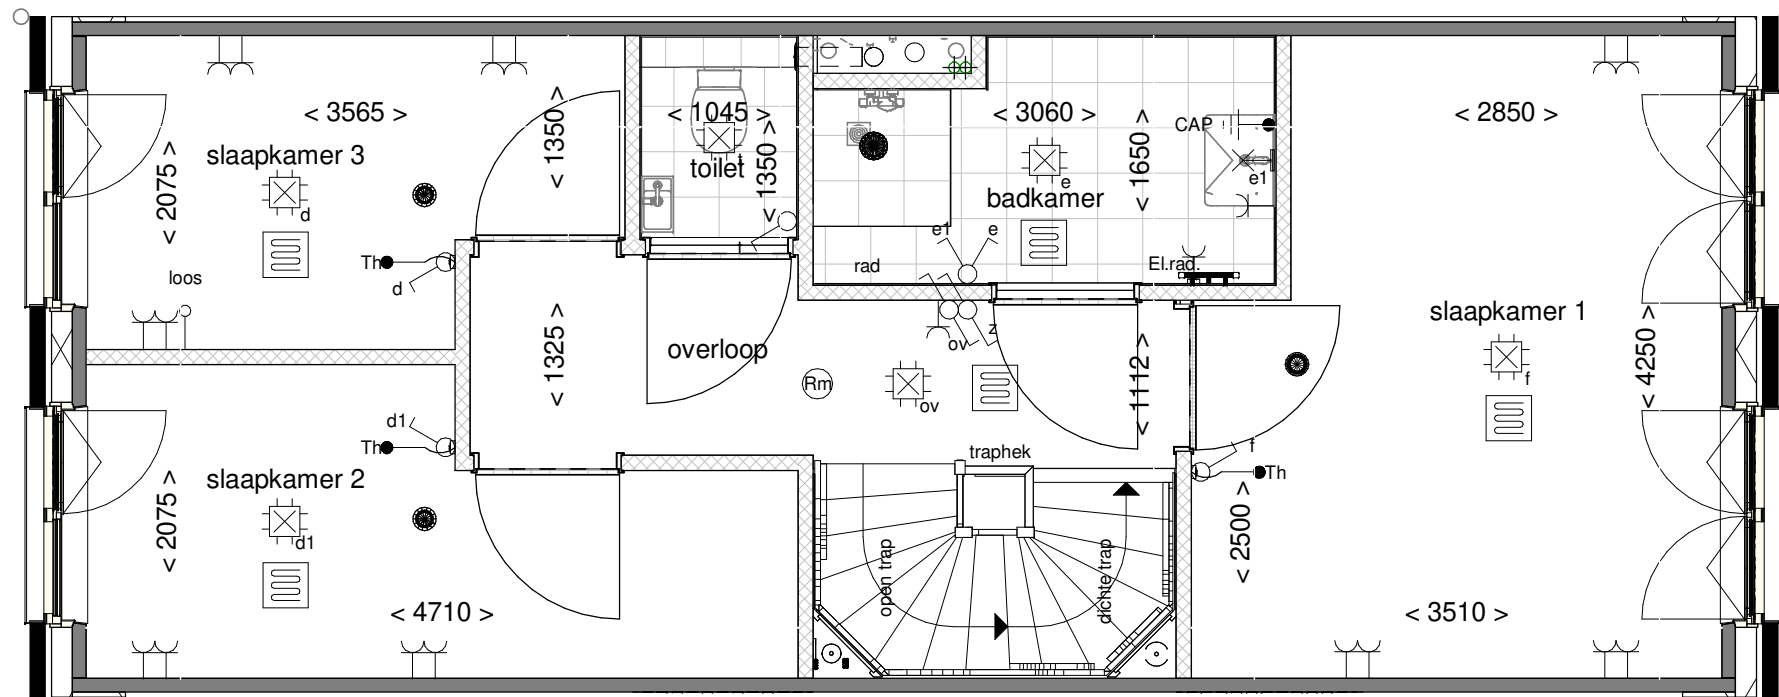 < 3565 >
< 1350 >
< 1045 >
< 3060 >
CAP
< 2850 >
slaapkamer 3
< 2075 >
toilet
< 1350 >
t
badkamer
e
< 1650 >
e1
d
Th
d
loos
t
e1
e
rad
El.rad.
slaapkamer 1
f
< 4250 >
overloop
< 1325 >
z
ov
Rm
ov
< 1112 >
d1
Th
traphek
f
Th
slaapkamer 2
< 2075 >
d1
< 4710 >
open trap
dichte trap
< 2500 >
< 3510 >